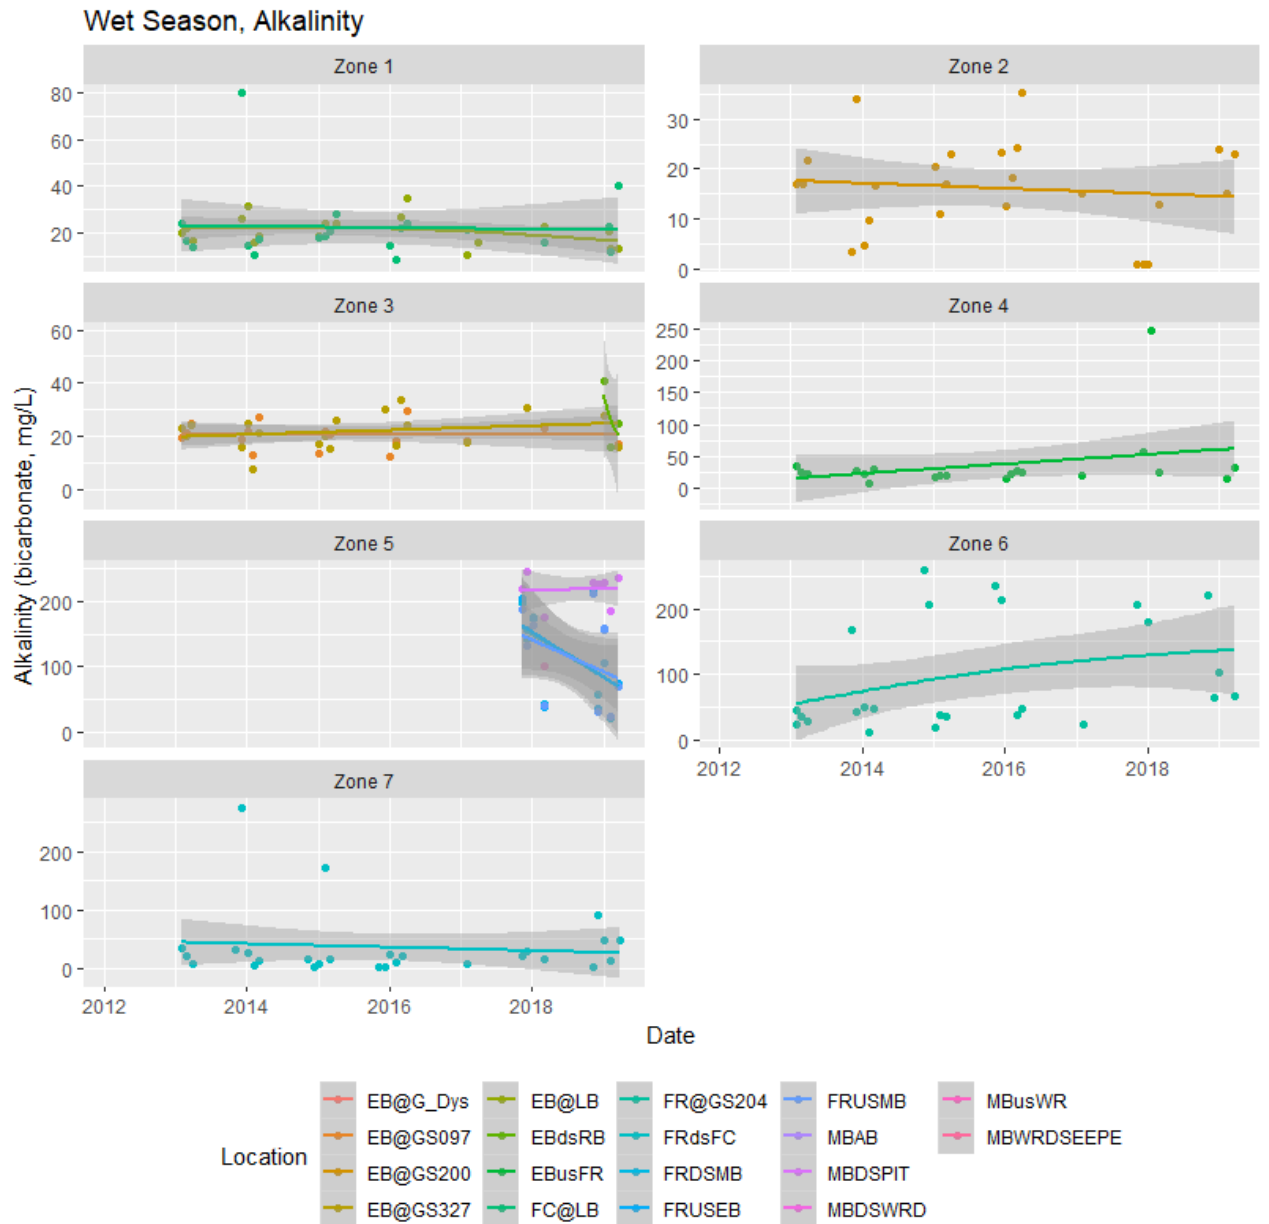 Wet Season, Alkalinity
Zone 1
Zone 2
80
60
40
20
30
20
10
0
Zone 3
Zone 4
60
40
20
0
250
200
150
100
50
0
Zone 5
Zone 6
200
100
0
200
100
0
2012 2014 2016 2018
Zone 7
200
100
0
2012 2014 2016 2018
Alkalinity (bicarbonate, mg/L)
Date
Location
EB@G_Dys EB@LB FR@GS204 FRUSMB MBusWR
EB@GS097 EBdsRB FRdsFC MBAB MBWRDSEEPE
EB@GS200 EBusFR FRDSMB MBDSPIT
EB@GS327 FC@LB FRUSEB MBDSWRD